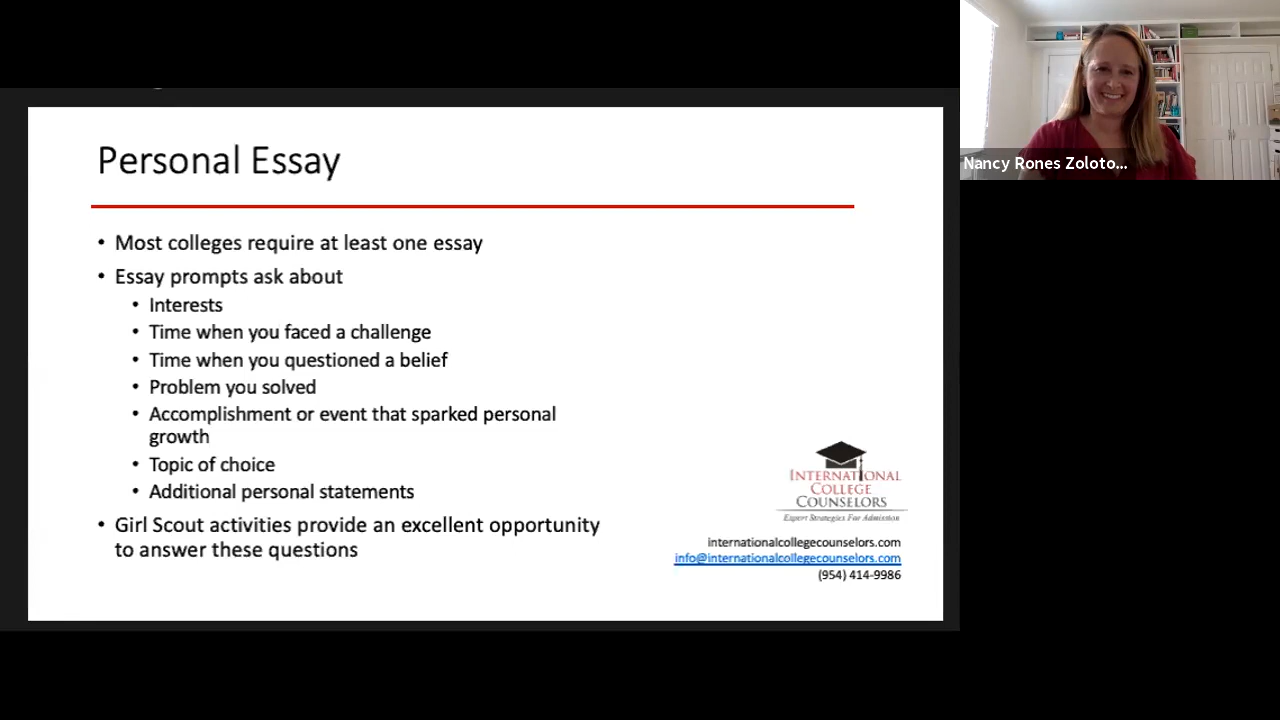 Personal Essay
• Most colleges require at least one essay
• Essay prompts ask about
• Interests
• Time when you faced a challenge
• Time when you questioned a belief
• Problem you solved
• Accomplishment or event that sparked personal
growth
• Topic of choice
• Additional personal statements
• Girl Scout activities provide an excellent opportunity
to answer these questions
INTERNATIONAL
COLLEGE
COUNSELORS
Expert Strategies For Admission
internationalcollegecounselors.com
info@internationalcollegecounselors.com
(954) 414-9986
Nancy Rones Zoloto...